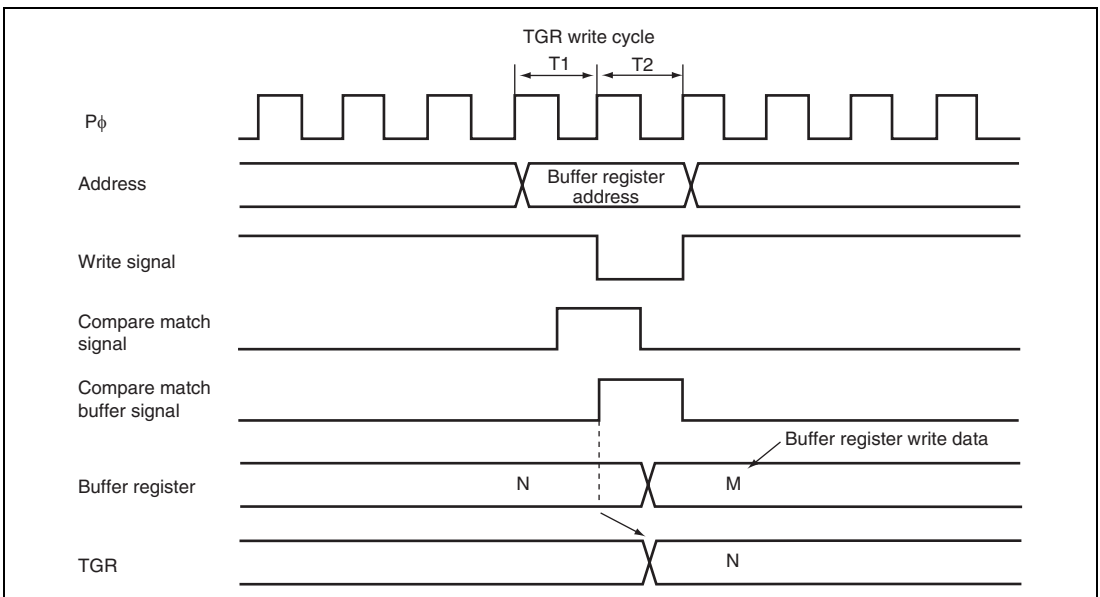 TGR write cycle
T1 T2
Pϕ
Address
Buffer register
address
Write signal
Compare match
signal
Compare match
buffer signal
Buffer register write data
Buffer register N M
TGR N